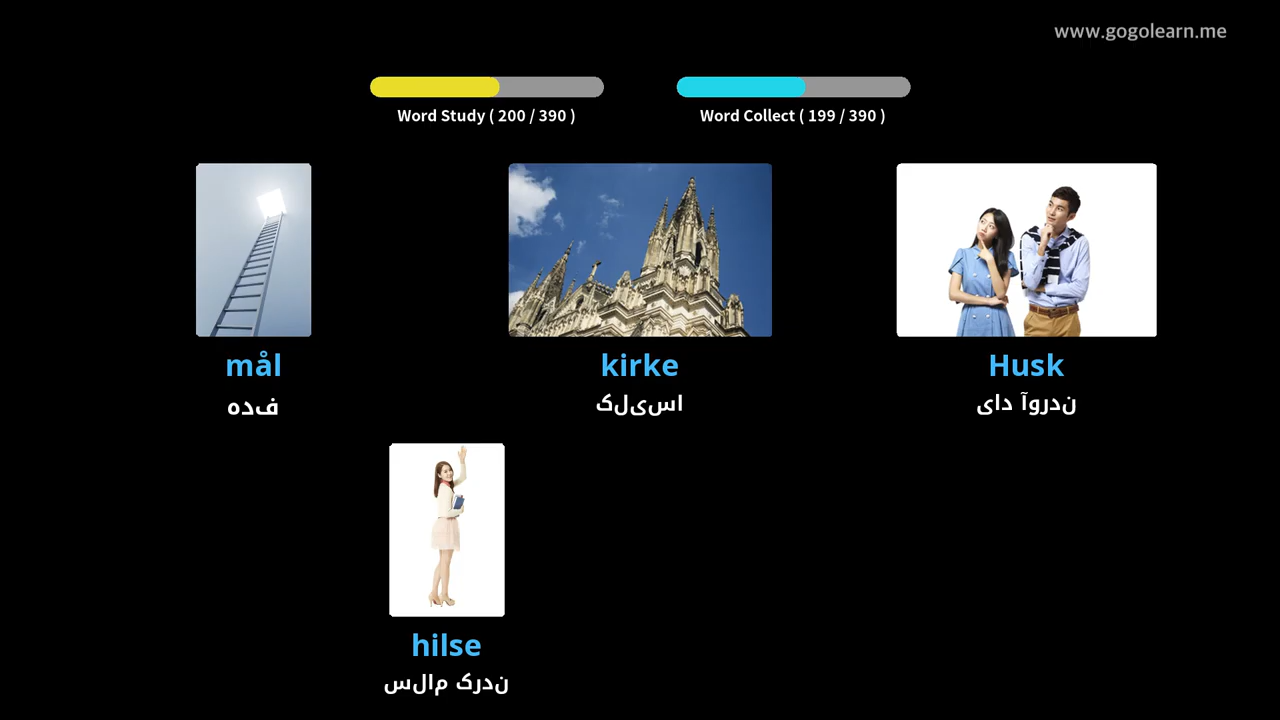 www.gogolearn.me
Word Study ( 200 / 390 )
Word Collect ( 199 / 390 )
mål
kirke
Husk
فده
اسیلک
ندروآ دای
hilse
ندرک مالس